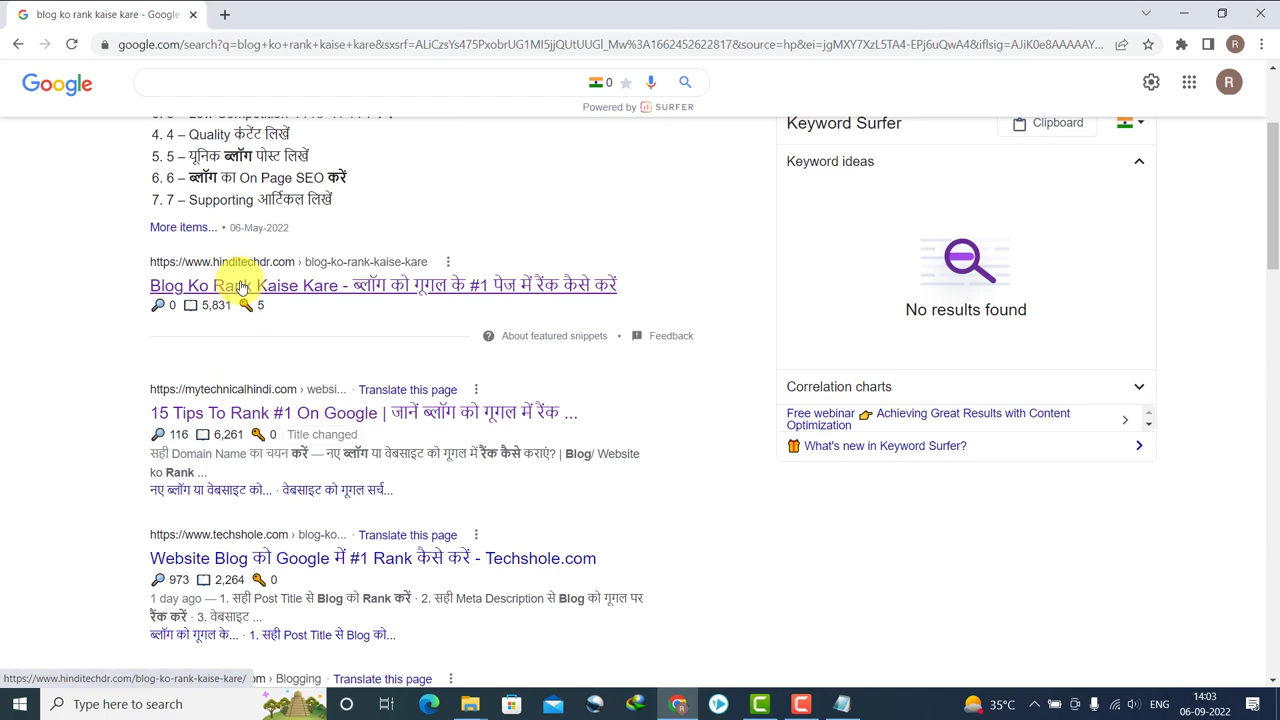 blog ko rank kaise kare - Google
google.com/search?q=blog+ko+rank+kaise+kare&sxsrf=ALiCzsYs475PxobrUG1MI5jjQUtUUGl_Mw%3A1662452622817&source=hp&ei=jgMXY7XzL5TA4-EPj6uQwA4&iflsig=AJiK0e8AAAAAY...
Google
0
Powered by SURFER
R
4. 4 – Quality कंटेंट लिखें
5. 5 – यूनिक ब्लॉग पोस्ट लिखें
6. 6 – ब्लॉग का On Page SEO करें
7. 7 – Supporting आर्टिकल लिखें
More items... • 06-May-2022
https://www.hinditechdr.com › blog-ko-rank-kaise-kare
Blog Ko Rank Kaise Kare - ब्लॉग को गूगल के #1 पेज में रैंक कैसे करें
0 5,831 5
About featured snippets • Feedback
https://mytechnicalhindi.com › websi... · Translate this page
15 Tips To Rank #1 On Google | जानें ब्लॉग को गूगल में रैंक ...
116 6,261 0 Title changed
सही Domain Name का चयन करें — नए ब्लॉग या वेबसाइट को गूगल में रैंक कैसे कराएं? | Blog/ Website
ko Rank ...
नए ब्लॉग या वेबसाइट को... · वेबसाइट को गूगल सर्च...
https://www.techshole.com › blog-ko... · Translate this page
Website Blog को Google में #1 Rank कैसे करें - Techshole.com
973 2,264 0
1 day ago — 1. सही Post Title से Blog को Rank करें · 2. सही Meta Description से Blog को गूगल पर
रैंक करें · 3. वेबसाइट ...
ब्लॉग को गूगल के... · 1. सही Post Title से Blog को...
om › Blogging Translate this page
Keyword Surfer
Clipboard
Keyword ideas
No results found
Correlation charts
Free webinar 👉 Achieving Great Results with Content
Optimization
🎁 What's new in Keyword Surfer?
https://www.hinditechdr.com/blog-ko-rank-kaise-kare/
Type here to search
35°C
ENG
14:03
06-09-2022